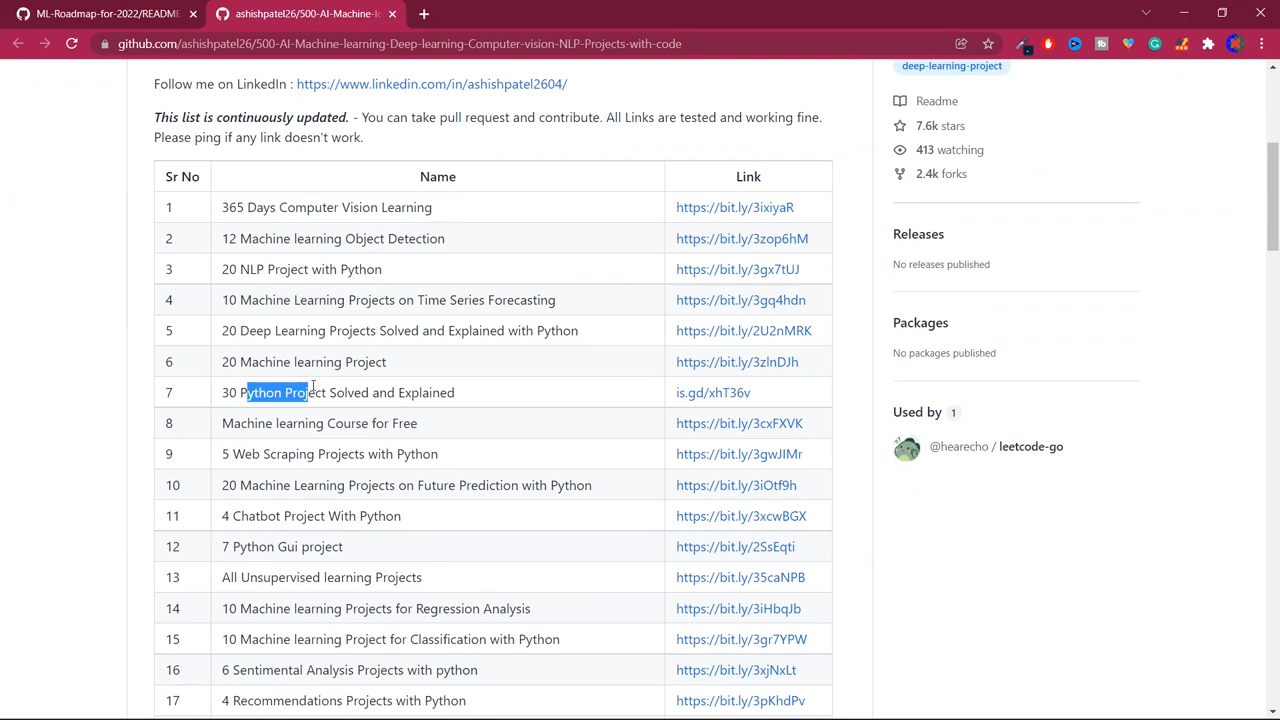 ML-Roadmap-for-2022/README
ashishpatel26/500-AI-Machine-le
github.com/ashishpatel26/500-AI-Machine-learning-Deep-learning-Computer-vision-NLP-Projects-with-code
Follow me on LinkedIn : https://www.linkedin.com/in/ashishpatel2604/
This list is continuously updated. - You can take pull request and contribute. All Links are tested and working fine.
Please ping if any link doesn't work.
Sr No Name Link
1 365 Days Computer Vision Learning https://bit.ly/3ixiyaR
2 12 Machine learning Object Detection https://bit.ly/3zop6hM
3 20 NLP Project with Python https://bit.ly/3gx7tUJ
4 10 Machine Learning Projects on Time Series Forecasting https://bit.ly/3gq4hdn
5 20 Deep Learning Projects Solved and Explained with Python https://bit.ly/2U2nMRK
6 20 Machine learning Project https://bit.ly/3zlnDJh
7 30 Python Project Solved and Explained is.gd/xhT36v
8 Machine learning Course for Free https://bit.ly/3cxFXVK
9 5 Web Scraping Projects with Python https://bit.ly/3gwJIMr
10 20 Machine Learning Projects on Future Prediction with Python https://bit.ly/3iOtf9h
11 4 Chatbot Project With Python https://bit.ly/3xcwBGX
12 7 Python Gui project https://bit.ly/2SsEqti
13 All Unsupervised learning Projects https://bit.ly/35caNPB
14 10 Machine learning Projects for Regression Analysis https://bit.ly/3iHbqJb
15 10 Machine learning Project for Classification with Python https://bit.ly/3gr7YPW
16 6 Sentimental Analysis Projects with python https://bit.ly/3xjNxLt
17 4 Recommendations Projects with Python https://bit.ly/3pKhdPv
deep-learning-project
Readme
7.6k stars
413 watching
2.4k forks
Releases
No releases published
Packages
No packages published
Used by 1
@hearecho / leetcode-go